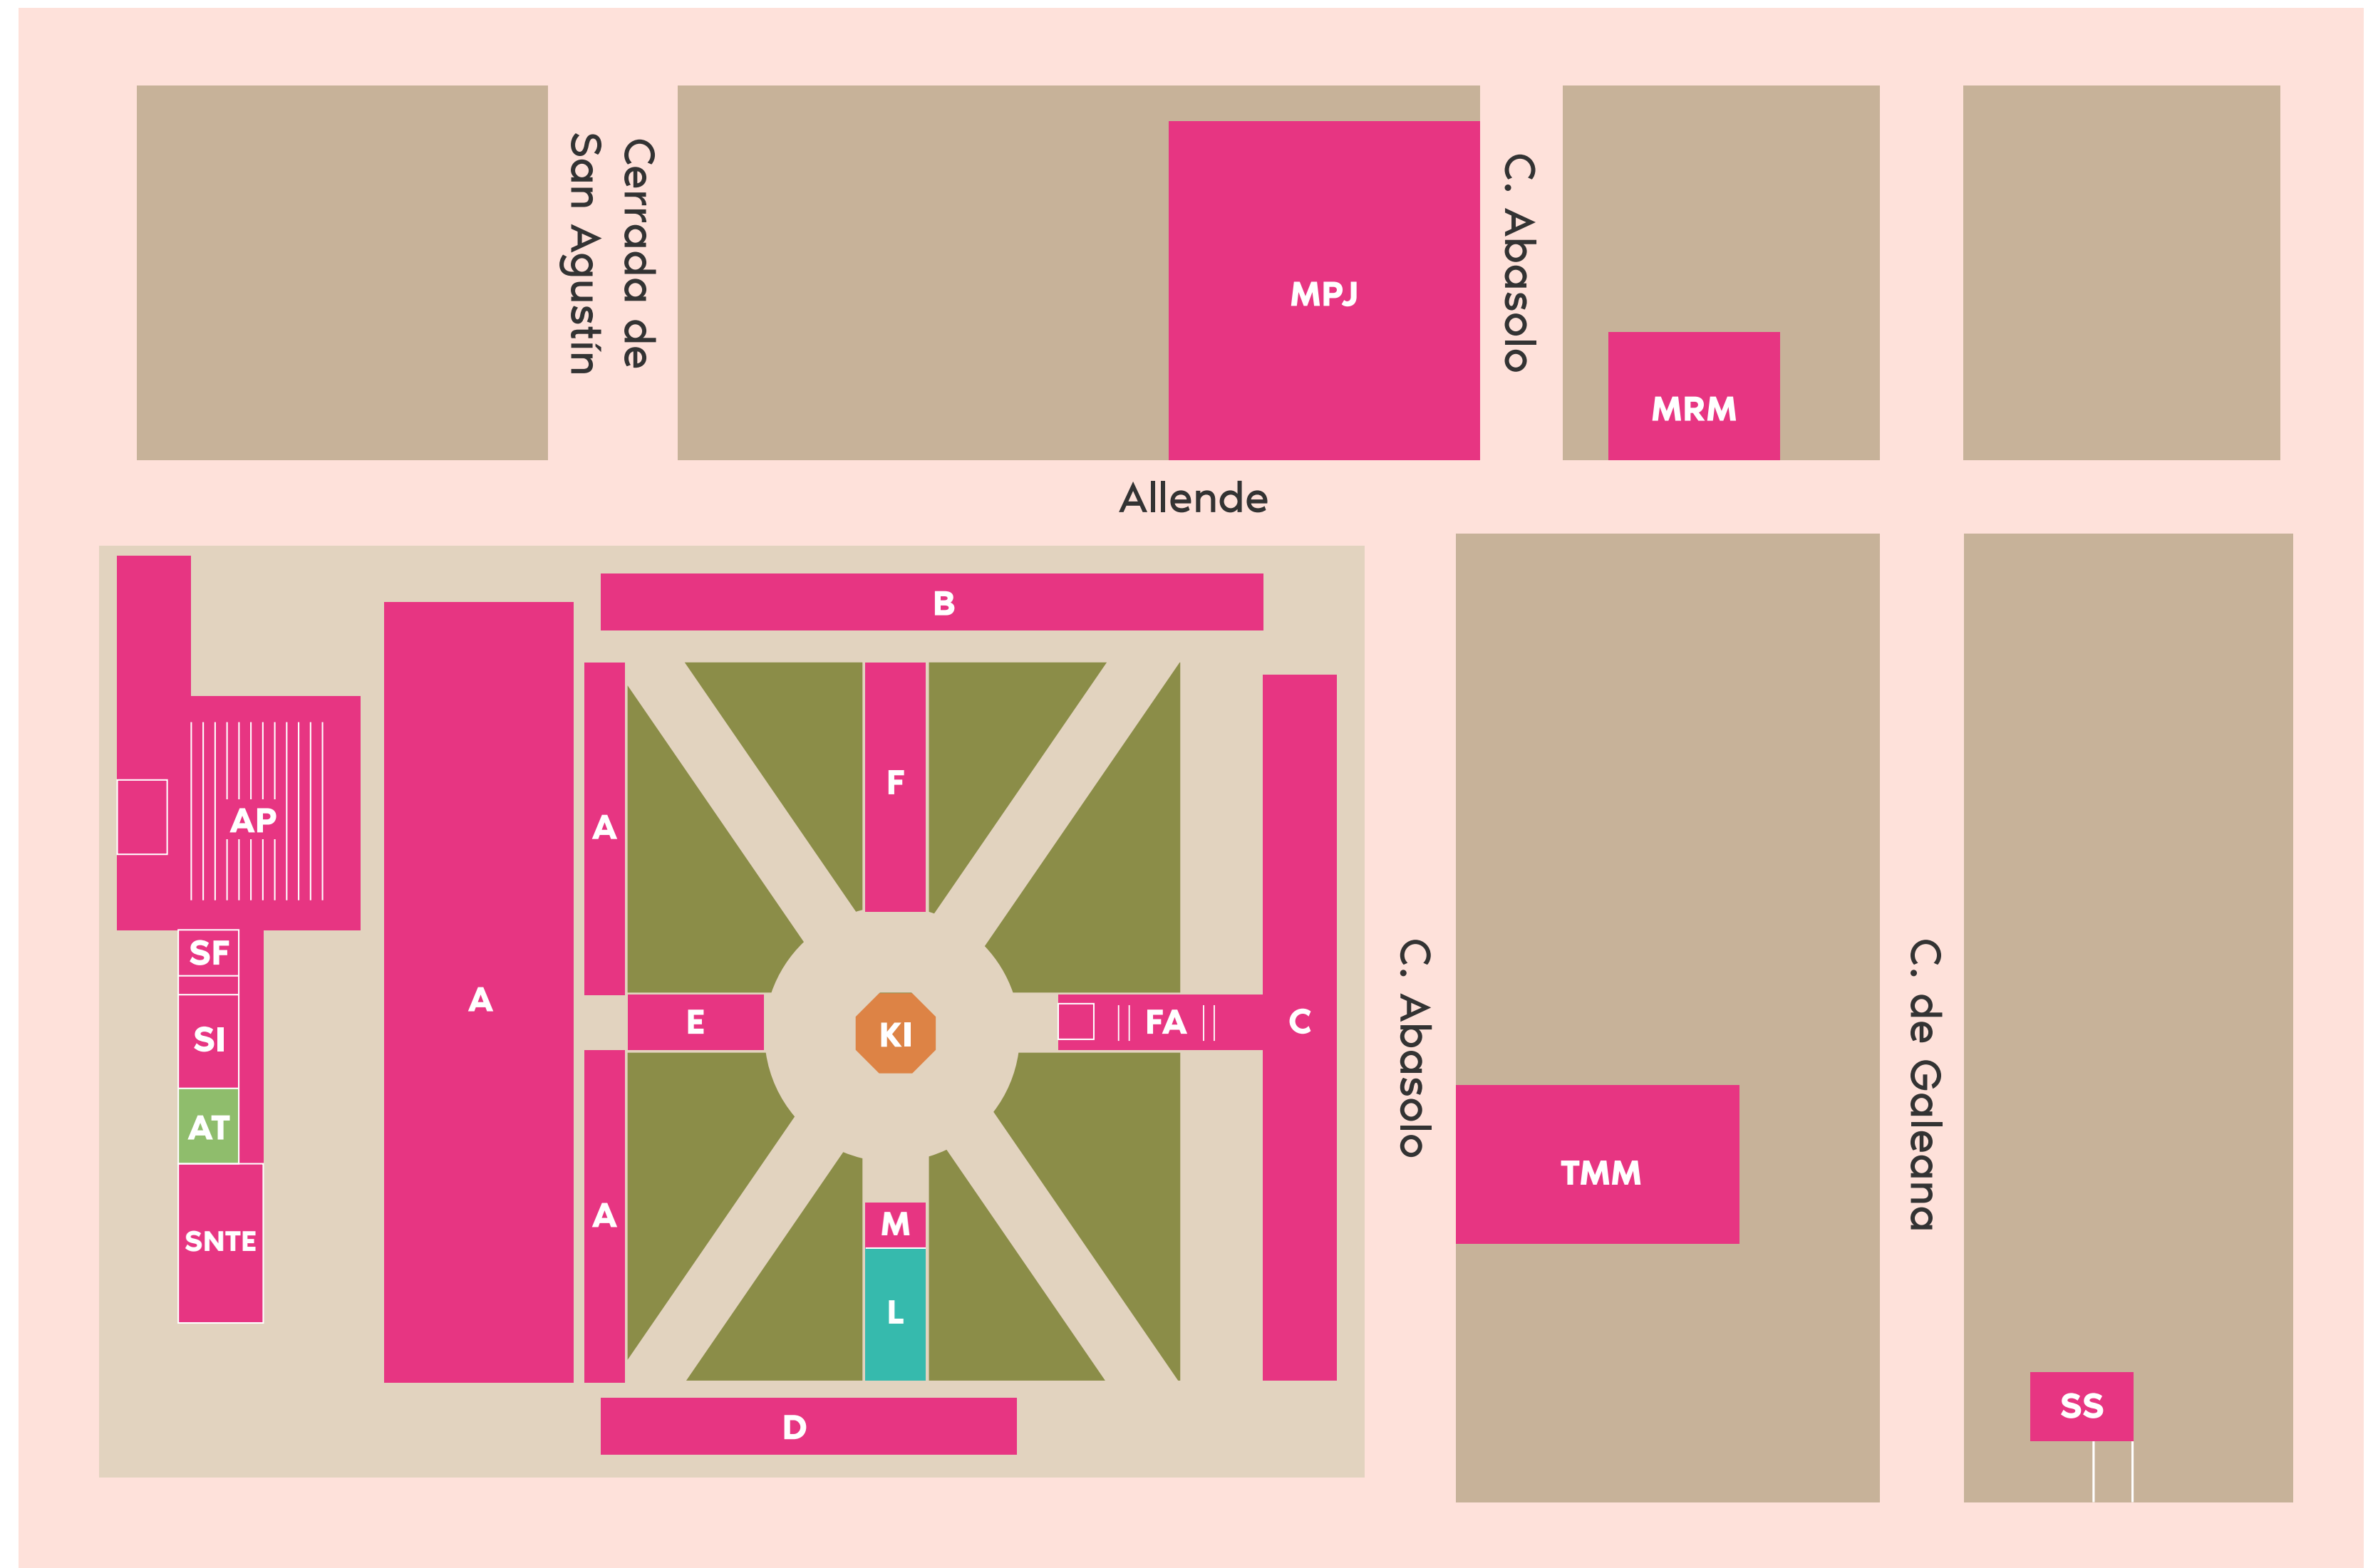 Cerrada de
San Agustín
C. Abasolo
MPJ
MRM
Allende
B
F
A
AP
SF
A
SI
E
KI
FA
C
C. Abasolo
C. de Galeana
AT
TMM
A
M
SNTE
L
D
SS